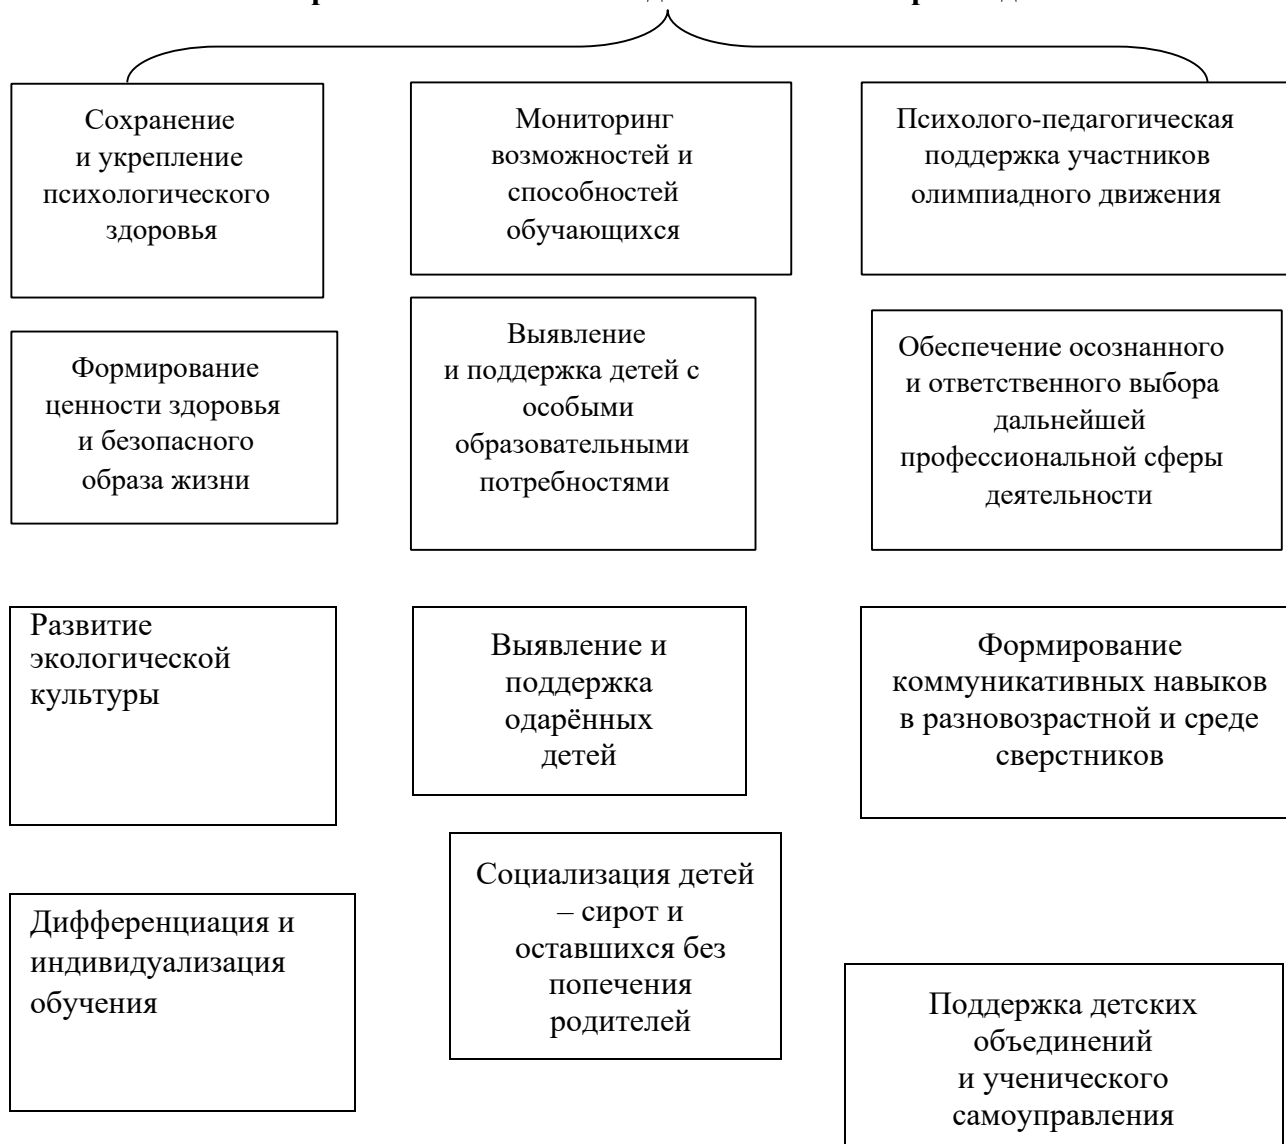 Сохранение
и укрепление
психологического
здоровья
Мониторинг
возможностей и
способностей
обучающихся
Психолого-педагогическая
поддержка участников
олимпиадного движения
Формирование
ценности здоровья
и безопасного
образа жизни
Выявление
и поддержка детей с
особыми
образовательными
потребностями
Обеспечение осознанного
и ответственного выбора
дальнейшей
профессиональной сферы
деятельности
Развитие
экологической
культуры
Выявление и
поддержка
одарённых
детей
Формирование
коммуникативных навыков
в разновозрастной и среде
сверстников
Дифференциация и
индивидуализация
обучения
Социализация детей
– сирот и
оставшихся без
попечения
родителей
Поддержка детских
объединений
и ученического
самоуправления